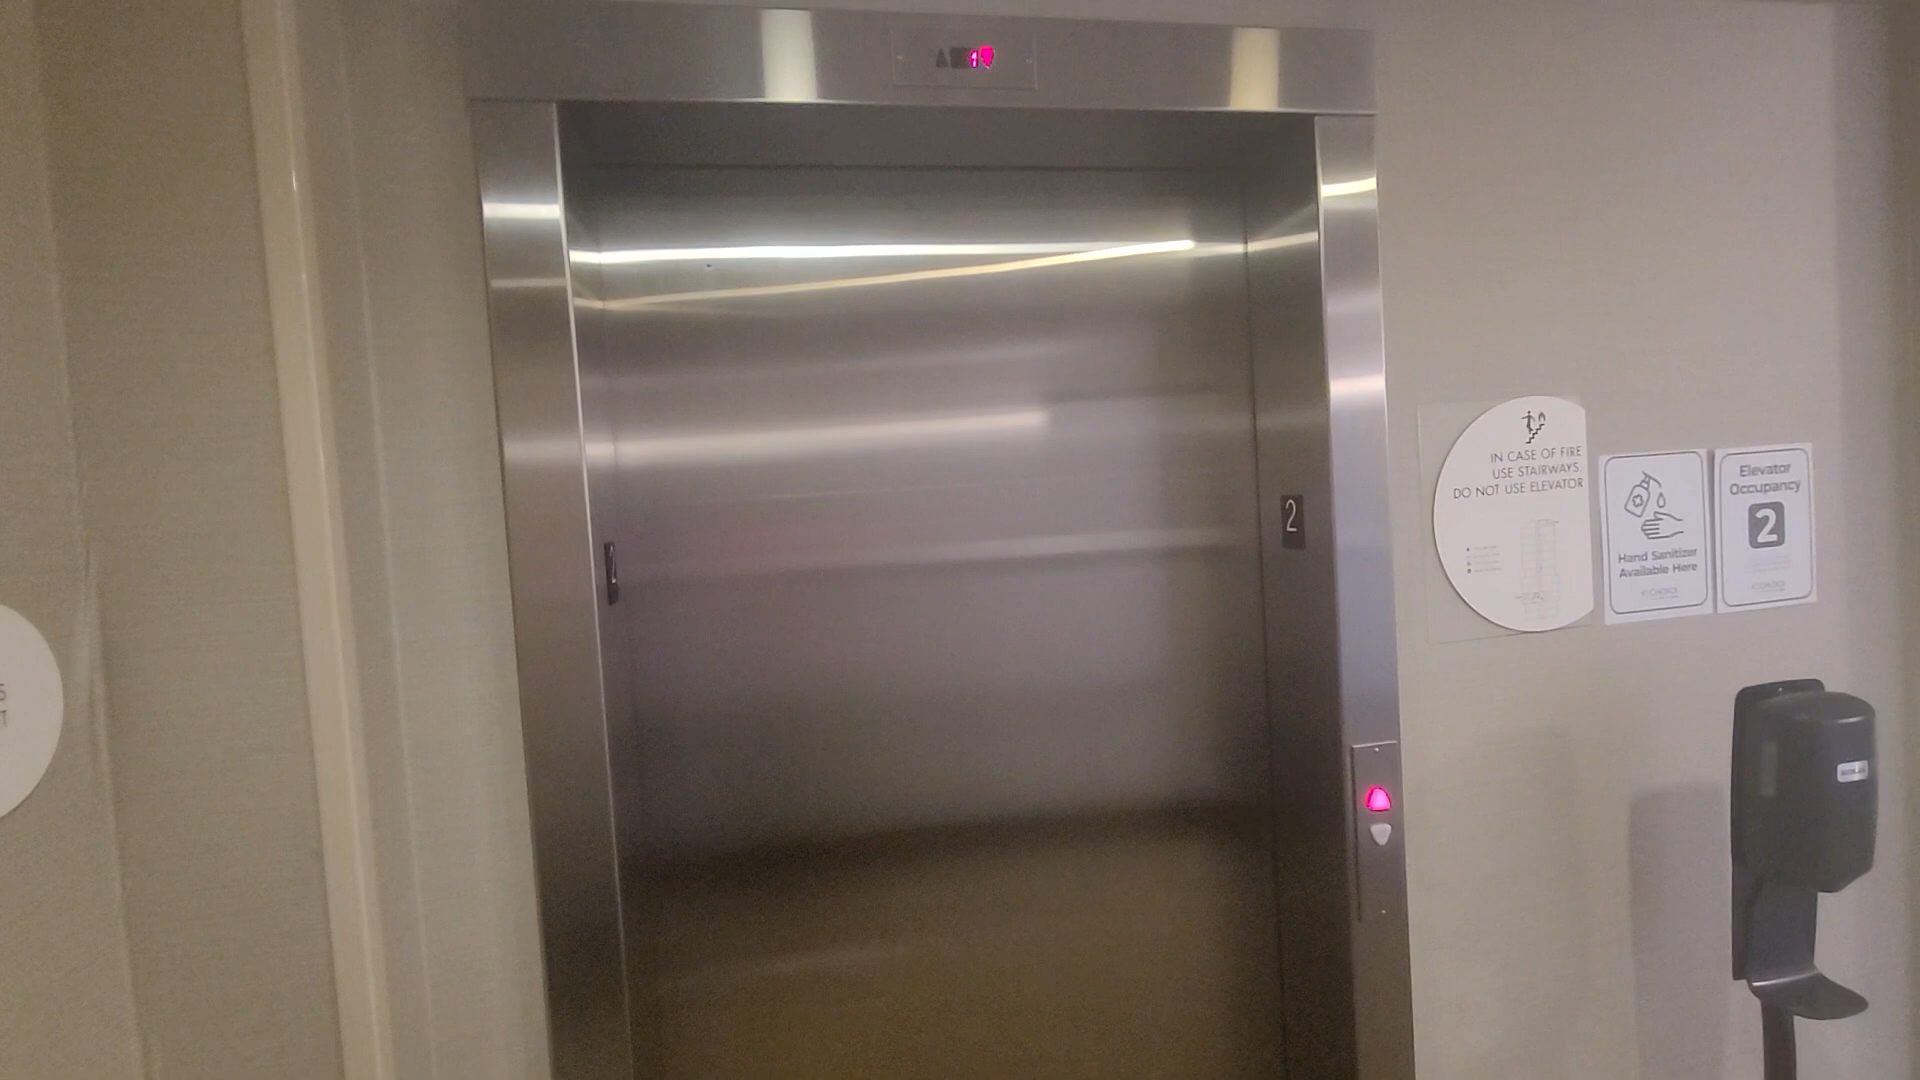 1
2
2
IN CASE OF FIRE
USE STAIRWAYS.
DO NOT USE ELEVATOR
Hand Sanitizer
Available Here
Elevator
Occupancy
2
S
T